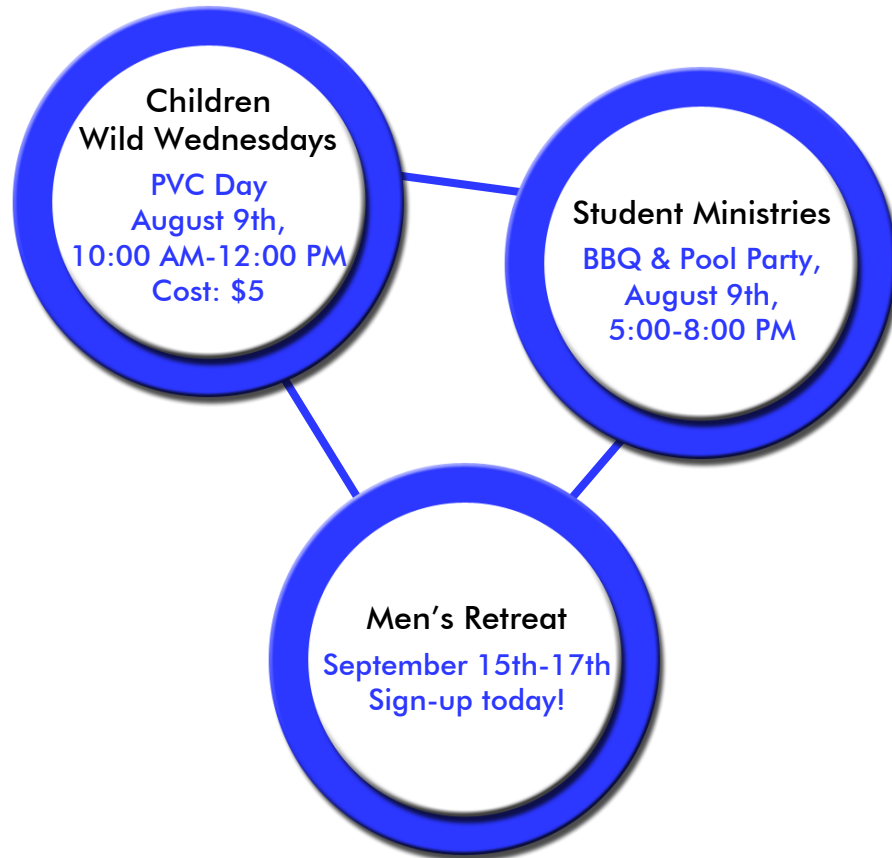 Children
Wild Wednesdays
PVC Day
August 9th,
10:00 AM-12:00 PM
Cost: $5
Student Ministries
BBQ & Pool Party,
August 9th,
5:00-8:00 PM
Men’s Retreat
September 15th-17th
Sign-up today!